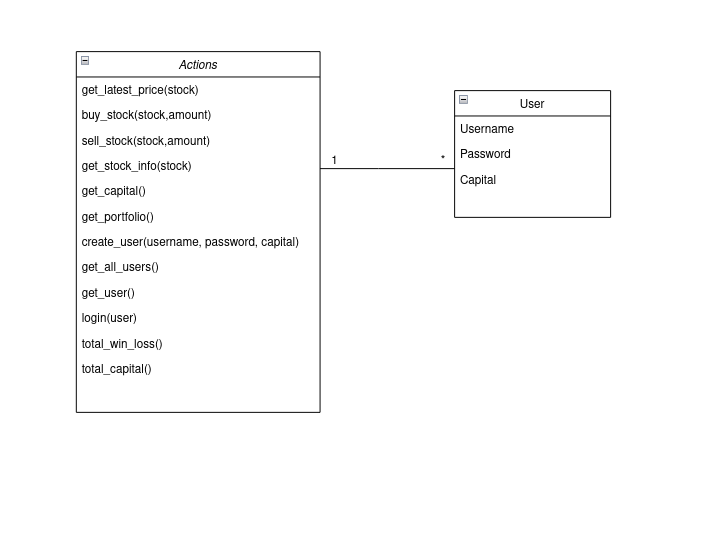 Actions
get_latest_price(stock)
buy_stock(stock,amount)
sell_stock(stock,amount)
get_stock_info(stock)
get_capital()
get_portfolio()
create_user(username, password, capital)
get_all_users()
get_user()
login(user)
total_win_loss()
total_capital()
1
*
User
Username
Password
Capital